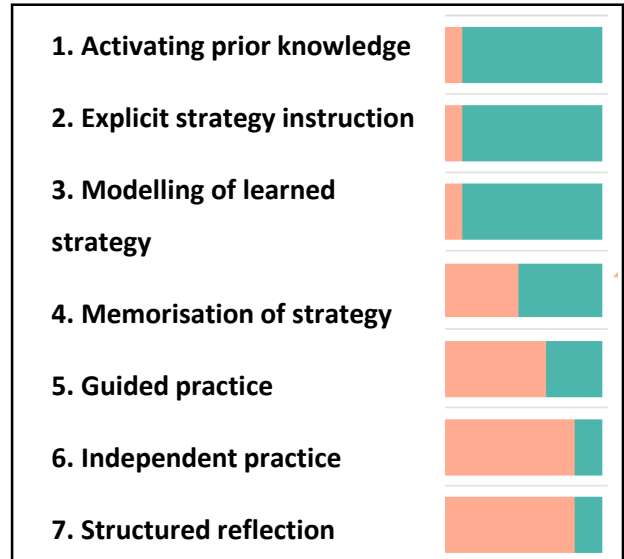 1. Activating prior knowledge
2. Explicit strategy instruction
3. Modelling of learned
strategy
4. Memorisation of strategy
5. Guided practice
6. Independent practice
7. Structured reflection